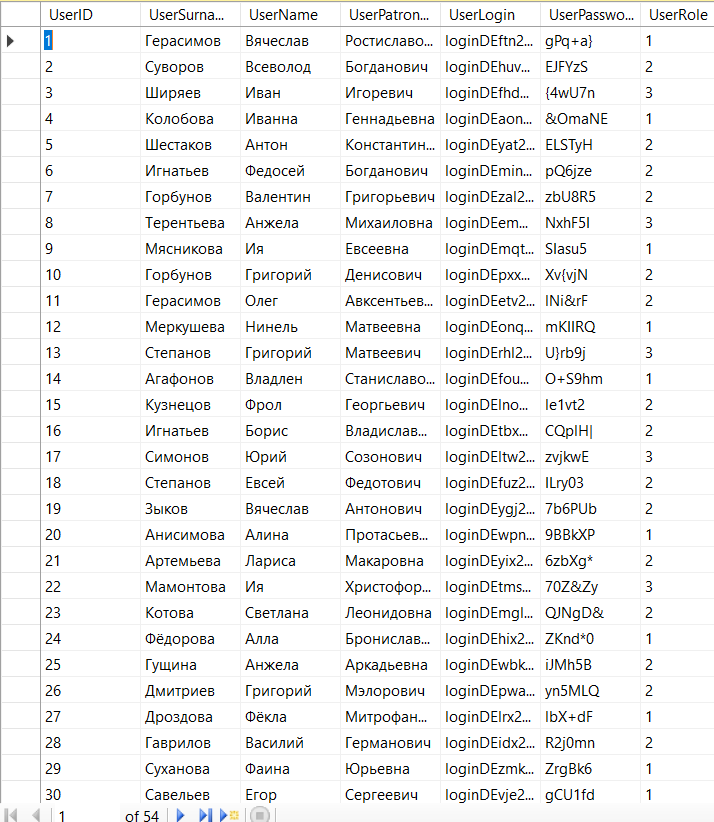 UserID UserSurna... UserName UserPatron... UserLogin UserPasswo... UserRole
1 Герасимов Вячеслав Ростиславо... loginDEftn2... gPq+a} 1
2 Суворов Всеволод Богданович loginDEhuv... EJFYzS 2
3 Ширяев Иван Игоревич loginDEfhd... {4wU7n 3
4 Колобова Иванна Геннадьевна loginDEaon... &OmaNE 1
5 Шестаков Антон Константин... loginDEyat2... ELSTyH 2
6 Игнатьев Федосей Богданович loginDEmin... pQ6jze 2
7 Горбунов Валентин Григорьевич loginDEzal2... zbU8R5 2
8 Терентьева Анжела Михаиловна loginDEem... NxhF5I 3
9 Мясникова Ия Евсеевна loginDEmqt... SIasu5 1
10 Горбунов Григорий Денисович loginDEpxx... Xv{vjN 2
11 Герасимов Олег Авксентьев... loginDEetv2... INi&rF 2
12 Меркушева Нинель Матвеевна loginDEonq... mKIIRQ 1
13 Степанов Григорий Матвеевич loginDErhl2... U}rb9j 3
14 Агафонов Владлен Станиславо... loginDEfou... O+S9hm 1
15 Кузнецов Фрол Георгьевич loginDElno... Ie1vt2 2
16 Игнатьев Борис Владислав... loginDEtbx... CQpIH| 2
17 Симонов Юрий Созонович loginDEltw2... zvjkwE 3
18 Степанов Евсей Федотович loginDEfuz2... ILry03 2
19 Зыков Вячеслав Антонович loginDEygj2... 7b6PUb 2
20 Анисимова Алина Протасьев... loginDEwpn... 9BBkXP 1
21 Артемьева Лариса Макаровна loginDEyix2... 6zbXg* 2
22 Мамонтова Ия Христофор... loginDEtms... 70Z&Zy 3
23 Котова Светлана Леонидовна loginDEmgl... QJNgD& 2
24 Фёдорова Алла Бронислав... loginDEhix2... ZKnd*0 1
25 Гущина Анжела Аркадьевна loginDEwbk... iJMh5B 2
26 Дмитриев Григорий Мэлорович loginDEpwa... yn5MLQ 2
27 Дроздова Фёкла Митрофан... loginDElrx2... IbX+dF 1
28 Гаврилов Василий Германович loginDEidx2... R2j0mn 2
29 Суханова Фаина Юрьевна loginDEzmk... ZrgBk6 1
30 Савельев Егор Сергеевич loginDEvje2... gCU1fd 1
1 of 54